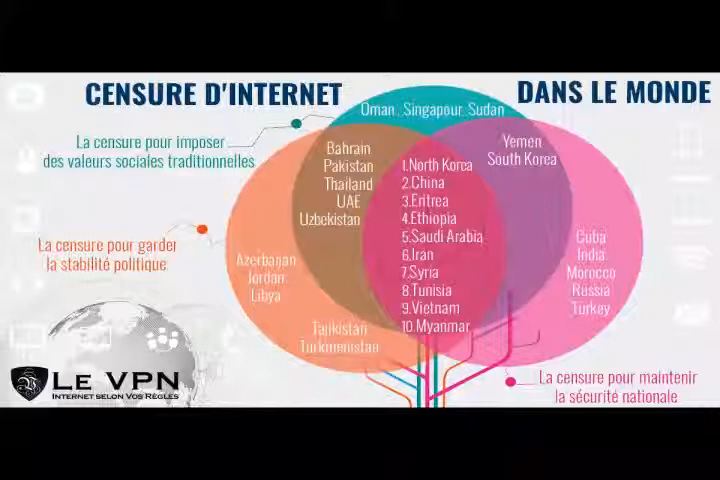 CENSURE D'INTERNET
DANS LE MONDE
La censure pour imposer
des valeurs sociales traditionnelles
Oman Singapour Sudan
Bahrain
Pakistan
Thailand
UAE
Uzbekistan
Yemen
South Korea
1.North Korea
2.China
3.Eritrea
4.Ethiopia
5.Saudi Arabia
6.Iran
7.Syria
8.Tunisia
9.Vietnam
10.Myanmar
La censure pour garder
la stabilité politique
Azerbaijan
Jordan
Libya
Cuba
India
Morocco
Russia
Turkey
Tajikistan
Turkmenistan
LE VPN
INTERNET SELON VOS RÈGLES
La censure pour maintenir
la sécurité nationale